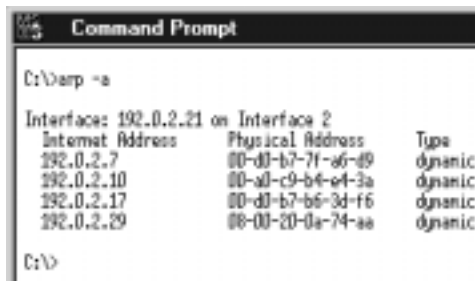 Command Prompt
C:\>arp -a
Interface: 192.0.2.21 on Interface 2
Internet Address Physical Address Type
192.0.2.7 00-d0-b7-7f-a6-d9 dynamic
192.0.2.10 00-a0-c9-b4-e4-3a dynamic
192.0.2.17 00-d0-b7-b6-3d-f6 dynamic
192.0.2.29 08-00-20-0a-74-aa dynamic
C:\>